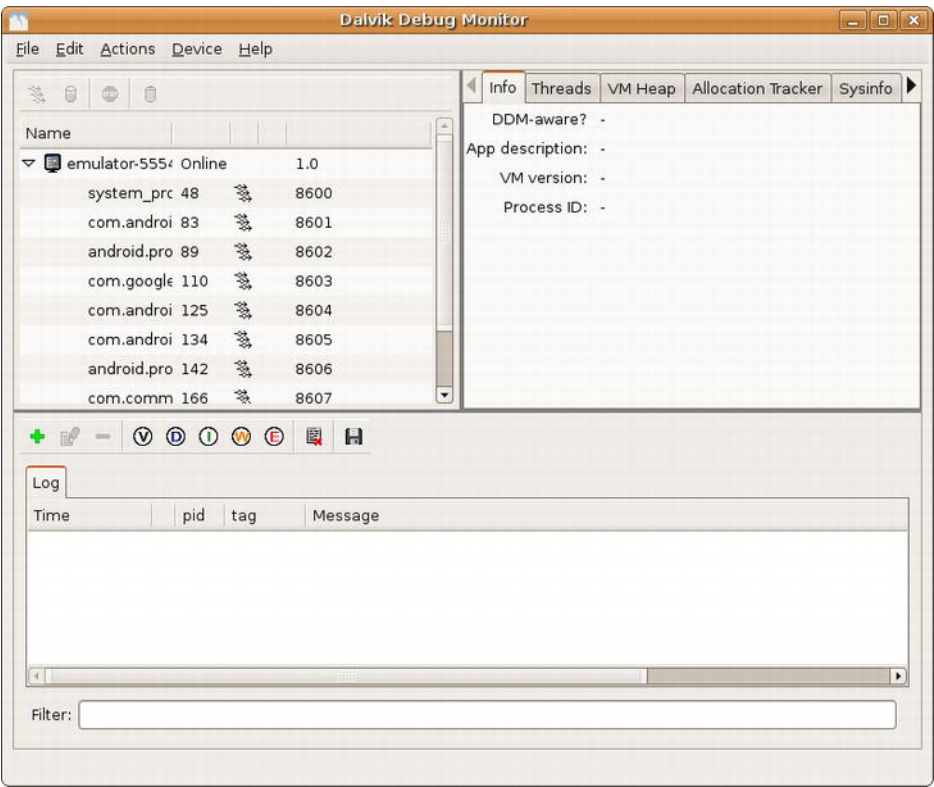 Dalvik Debug Monitor
File Edit Actions Device Help
Info Threads VM Heap Allocation Tracker Sysinfo
Name
DDM-aware? -
App description: -
VM version: -
Process ID: -
emulator-5554 Online 1.0
system_prc 48 8600
com.androi 83 8601
android.pro 89 8602
com.google 110 8603
com.androi 125 8604
com.androi 134 8605
android.pro 142 8606
com.comm 166 8607
V D I W E
Log
Time pid tag Message
Filter: